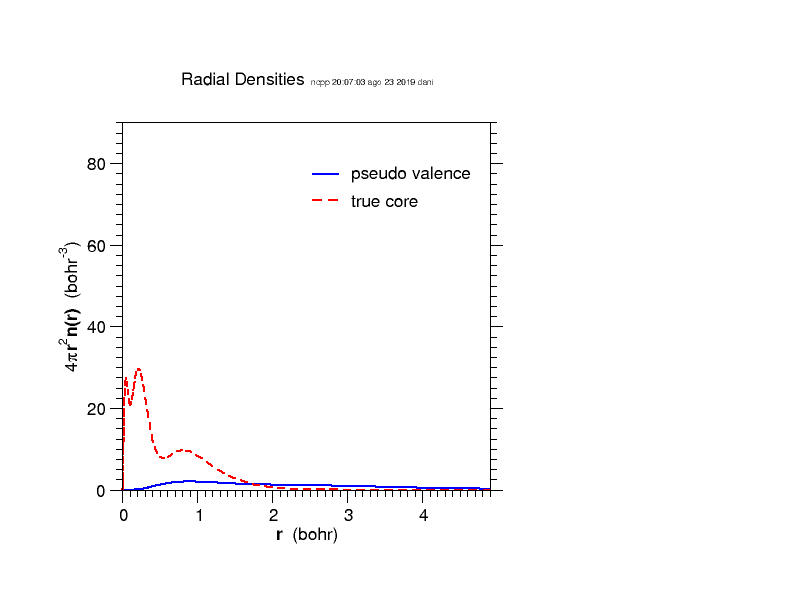 Radial Densities ncpp 20:07:03 ago 23 2019 dani
80
60
40
20
0
pseudo valence
true core
4πr²n(r) (bohr⁻³)
0 1 2 3 4
r (bohr)